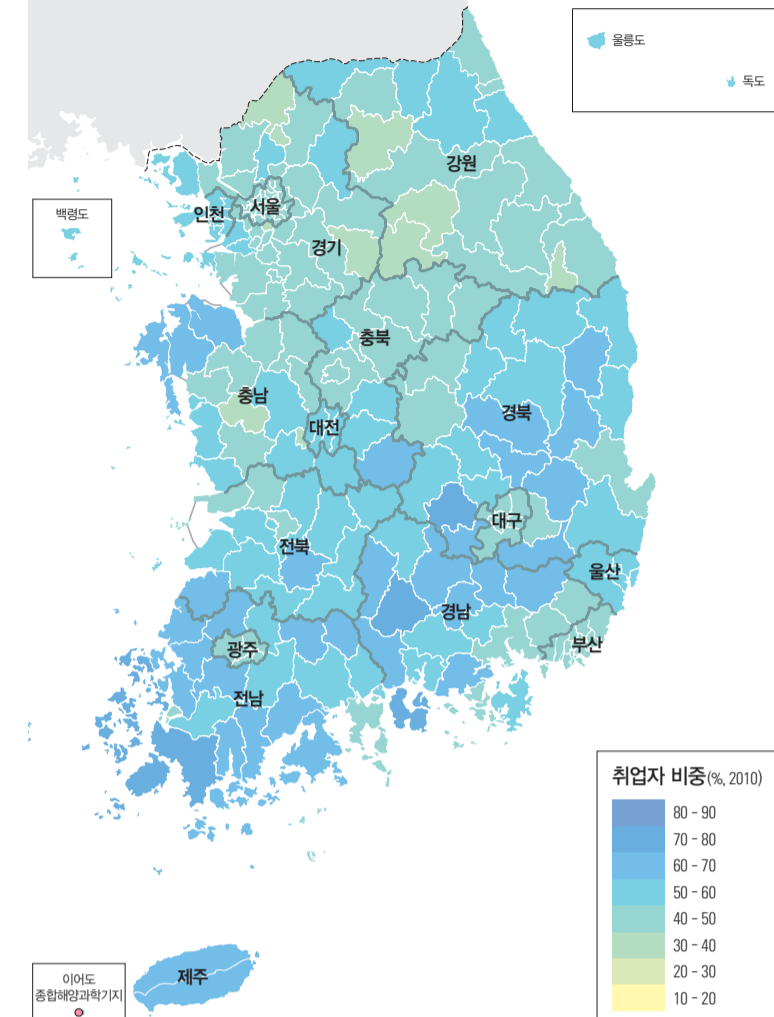 울릉도
독도
강원
백령도
인천
서울
경기
충북
충남
경북
대전
대구
전북
울산
경남
부산
광주
전남
취업자 비중(%, 2010)
80 - 90
70 - 80
60 - 70
50 - 60
40 - 50
30 - 40
20 - 30
10 - 20
이어도
종합해양과학기지
제주